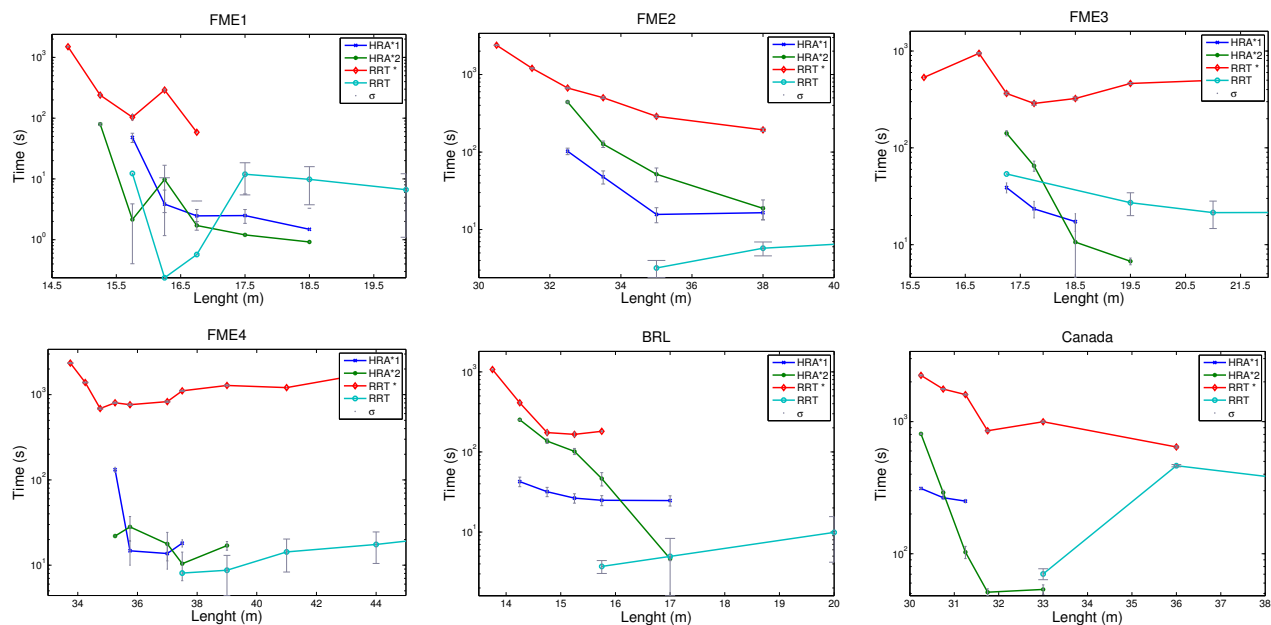 FME1
HRA*1
HRA*2
RRT *
RRT
σ
Time (s)
10³
10²
10¹
10⁰
14.5 15.5 16.5 17.5 18.5 19.5
Lenght (m)
FME2
HRA*1
HRA*2
RRT *
RRT
σ
Time (s)
10³
10²
10¹
30 32 34 36 38 40
Lenght (m)
FME3
HRA*1
HRA*2
RRT *
RRT
σ
Time (s)
10³
10²
10¹
15.5 16.5 17.5 18.5 19.5 20.5 21.5
Lenght (m)
FME4
HRA*1
HRA*2
RRT *
RRT
σ
Time (s)
10³
10²
10¹
34 36 38 40 42 44
Lenght (m)
BRL
HRA*1
HRA*2
RRT *
RRT
σ
Time (s)
10³
10²
10¹
14 15 16 17 18 19 20
Lenght (m)
Canada
HRA*1
HRA*2
RRT *
RRT
σ
Time (s)
10³
10²
30 31 32 33 34 35 36 37 38
Lenght (m)